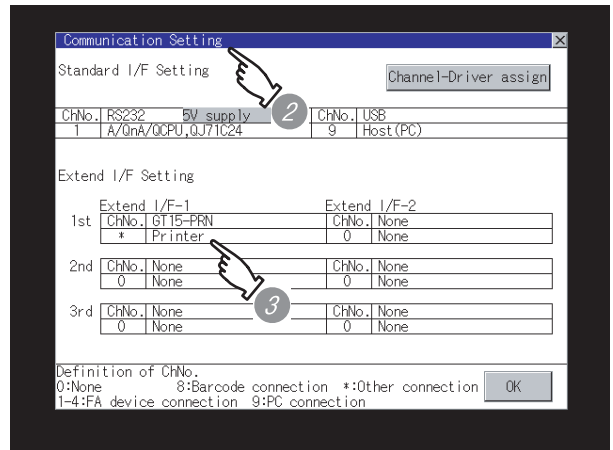 Communication Setting
Standard I/F Setting
Channel-Driver assign
ChNo. RS232 5V supply ChNo. USB
1 A/QnA/QCPU,QJ71C24 9 Host(PC)
2
Extend I/F Setting
Extend I/F-1 Extend I/F-2
1st ChNo. GT15-PRN ChNo. None
* Printer 0 None
2nd ChNo. None ChNo. None
0 None 0 None
3
3rd ChNo. None ChNo. None
0 None 0 None
Definition of ChNo.
0:None 8:Barcode connection *:Other connection OK
1-4:FA device connection 9:PC connection